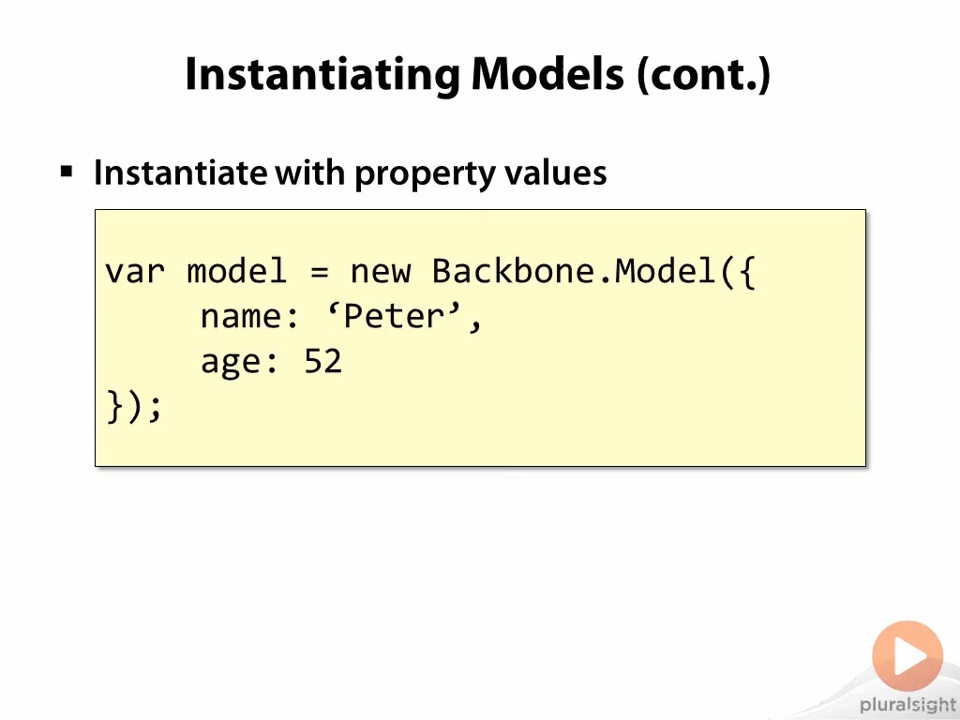 Instantiating Models (cont.)
▪ Instantiate with property values
var model = new Backbone.Model({
name: ‘Peter’,
age: 52
});
pluralsight